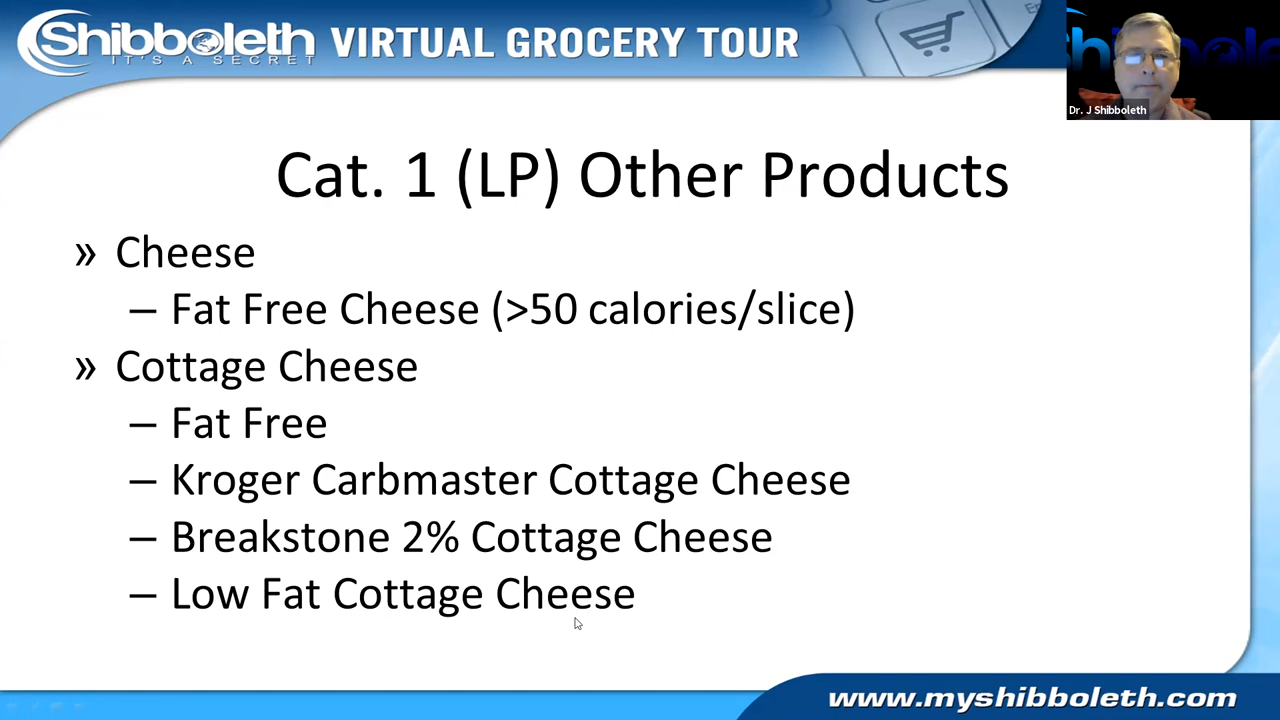 Shibboleth VIRTUAL GROCERY TOUR
IT'S A SECRET
Dr. J Shibboleth
Cat. 1 (LP) Other Products
» Cheese
– Fat Free Cheese (>50 calories/slice)
» Cottage Cheese
– Fat Free
– Kroger Carbmaster Cottage Cheese
– Breakstone 2% Cottage Cheese
– Low Fat Cottage Cheese
www.myshibboleth.com